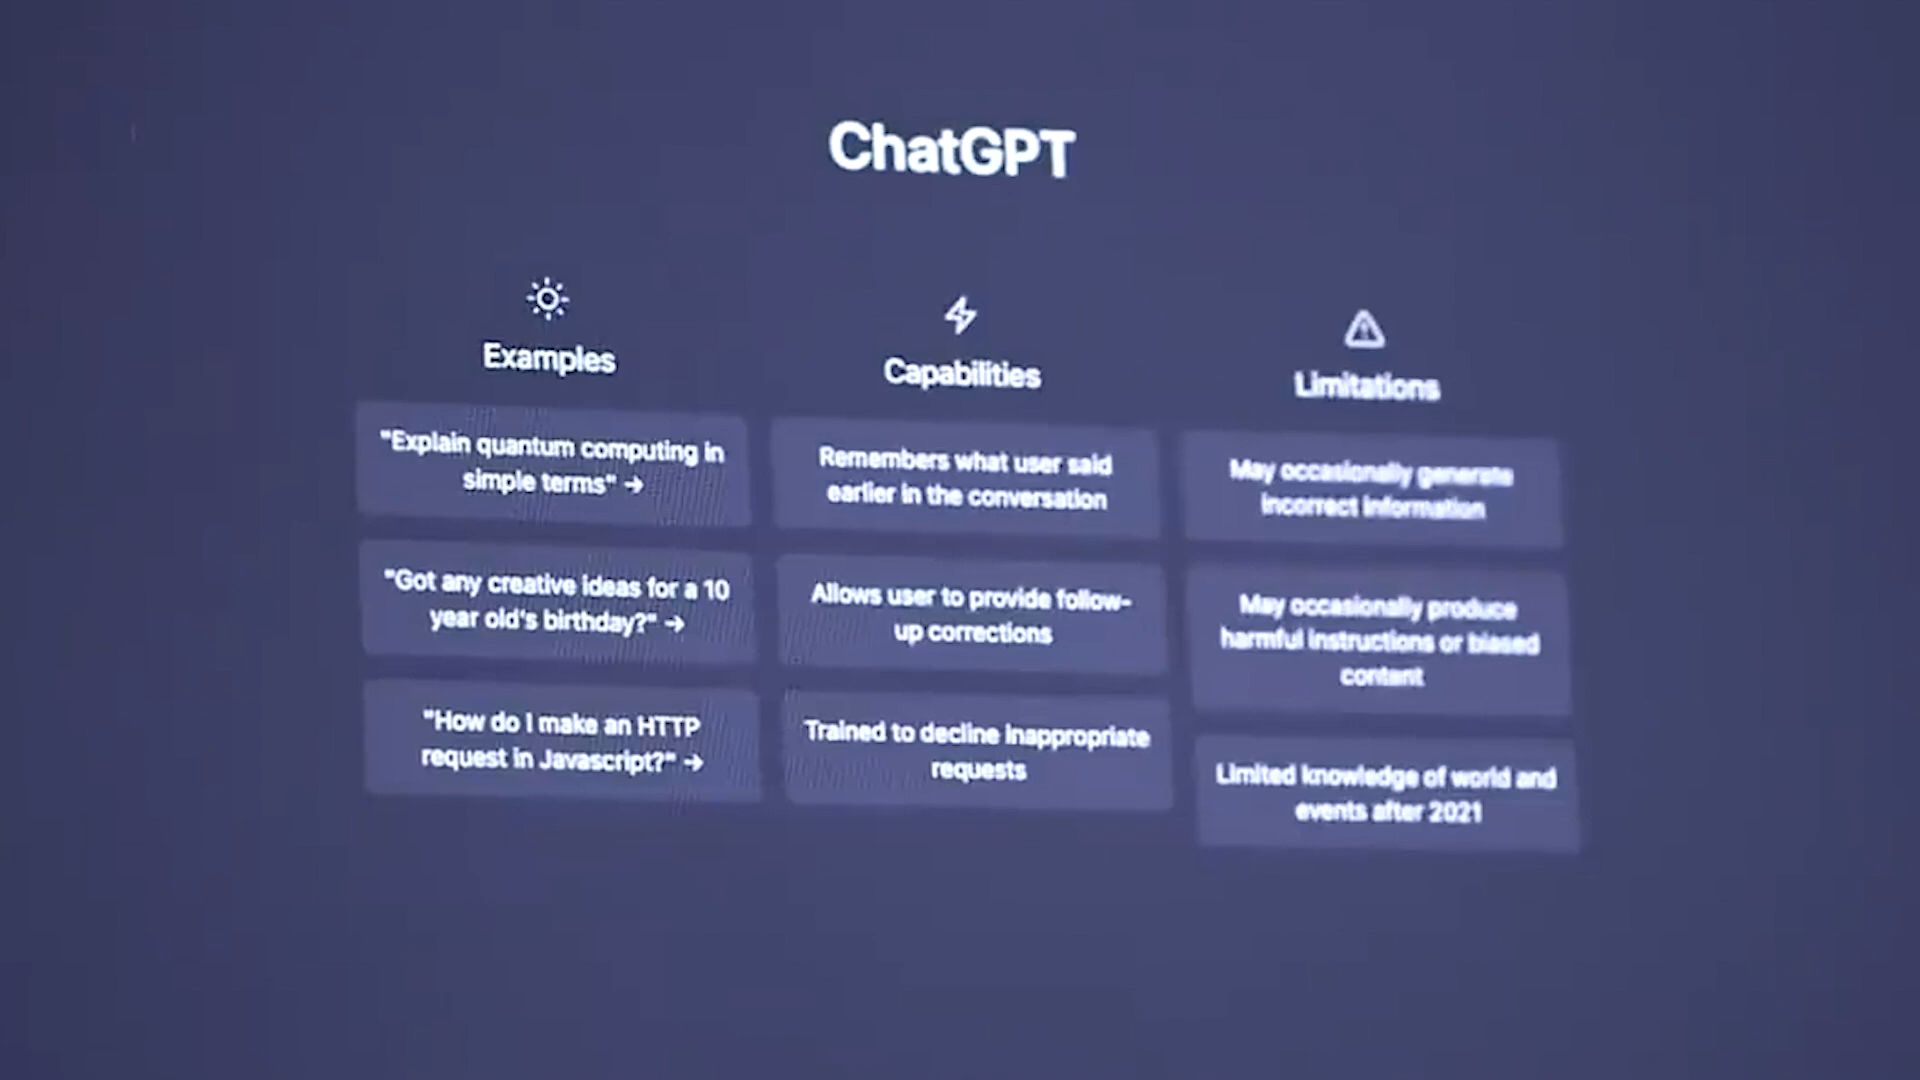 ChatGPT
Examples
"Explain quantum computing in
simple terms" →
"Got any creative ideas for a 10
year old's birthday?" →
"How do I make an HTTP
request in Javascript?" →
Capabilities
Remembers what user said
earlier in the conversation
Allows user to provide follow-
up corrections
Trained to decline inappropriate
requests
Limitations
May occasionally generate
incorrect information
May occasionally produce
harmful instructions or biased
content
Limited knowledge of world and
events after 2021